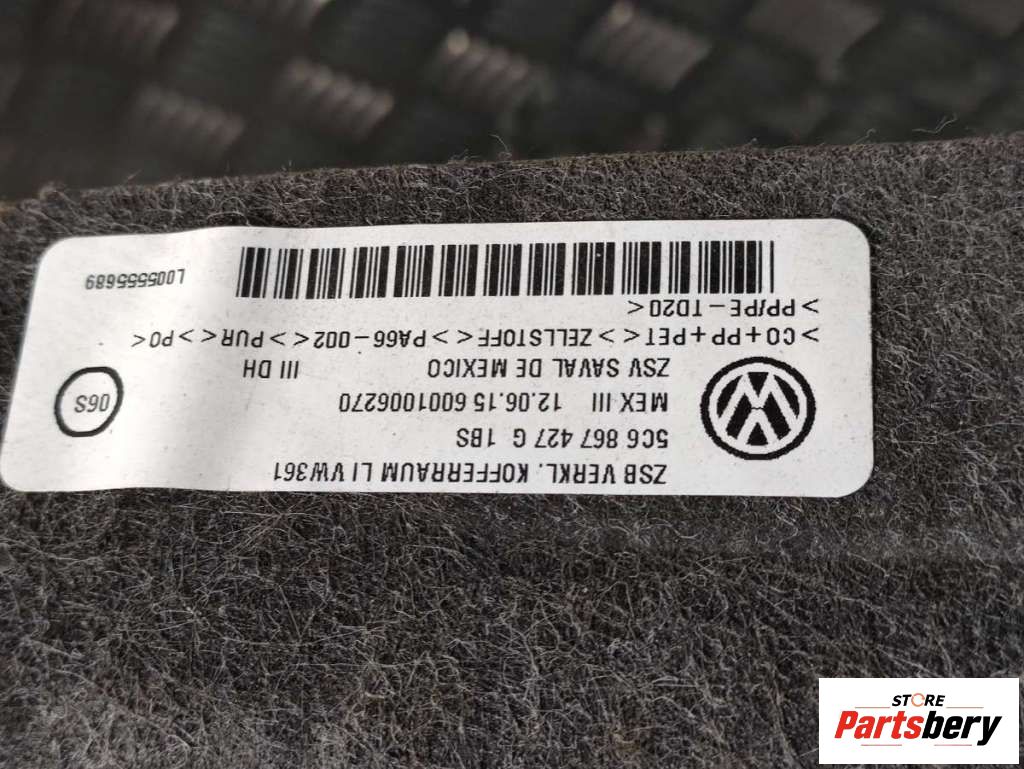 ZSB VERKL. KOFFERRAUM LI VW361
5C6 867 427 G 1BS
MEX III 12.06.15 6001006270
ZSV SAVAL DE MEXICO III DH
06S
>CO+PP+PET<>ZELLSTOFF<>PA66-002<>PUR<>PO<
>PP/PE-TD20<
L005555689
STORE
Partsbery